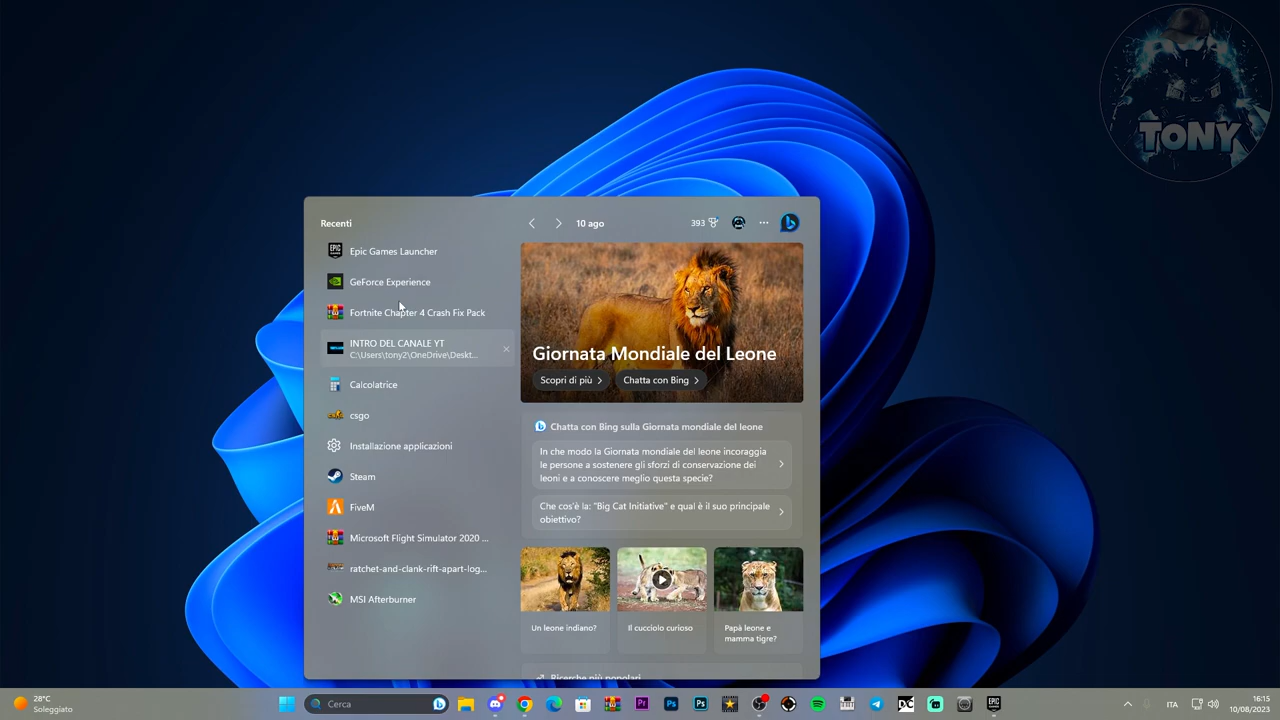 TONY
Recenti
10 ago
393
Epic Games Launcher
GeForce Experience
Fortnite Chapter 4 Crash Fix Pack
INTRO DEL CANALE YT
C:\Users\tony2\OneDrive\Deskt...
Calcolatrice
csgo
Installazione applicazioni
Steam
FiveM
Microsoft Flight Simulator 2020 ...
ratchet-and-clank-rift-apart-log...
MSI Afterburner
Giornata Mondiale del Leone
Scopri di più
Chatta con Bing
Chatta con Bing sulla Giornata mondiale del leone
In che modo la Giornata mondiale del leone incoraggia
le persone a sostenere gli sforzi di conservazione dei
leoni e a conoscere meglio questa specie?
Che cos'è la: "Big Cat Initiative" e qual è il suo principale
obiettivo?
Un leone indiano?
Il cucciolo curioso
Papà leone e
mamma tigre?
Ricerche più popolari
28°C
Soleggiato
Cerca
Pr
Ps
Ps
DC
EPIC
ITA
16:15
10/08/2023